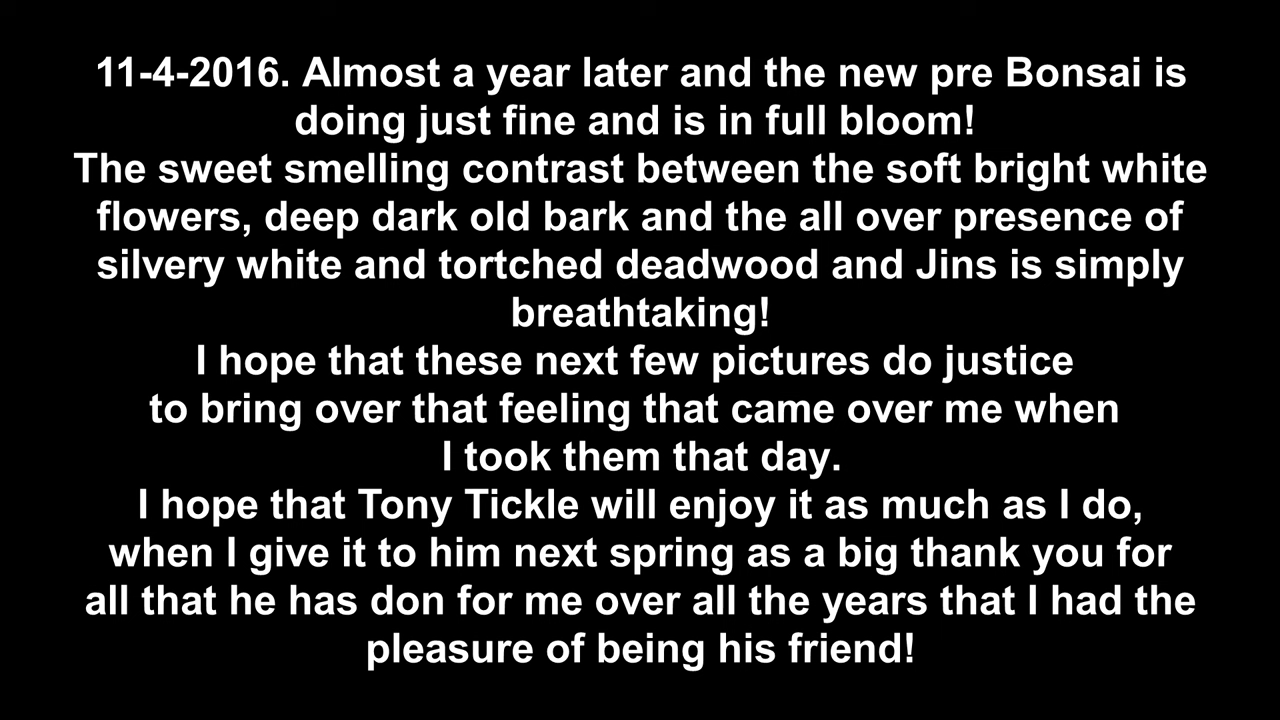 11-4-2016. Almost a year later and the new pre Bonsai is
doing just fine and is in full bloom!
The sweet smelling contrast between the soft bright white
flowers, deep dark old bark and the all over presence of
silvery white and tortched deadwood and Jins is simply
breathtaking!
I hope that these next few pictures do justice
to bring over that feeling that came over me when
I took them that day.
I hope that Tony Tickle will enjoy it as much as I do,
when I give it to him next spring as a big thank you for
all that he has don for me over all the years that I had the
pleasure of being his friend!